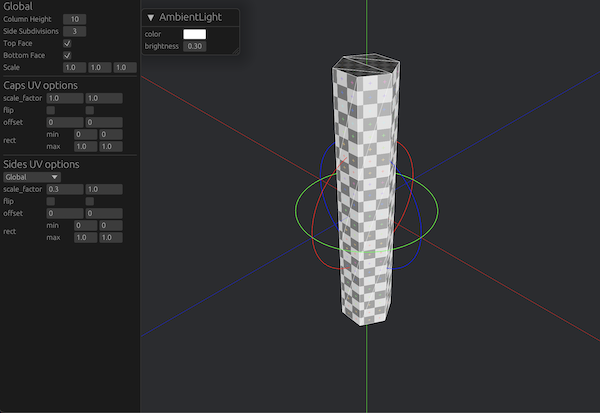 Global
Column Height 10
Side Subdivisions 3
Top Face
Bottom Face
Scale 1.0 1.0 1.0
Caps UV options
scale_factor 1.0 1.0
flip
offset 0 0
rect min 0 0
max 1.0 1.0
Sides UV options
Global
scale_factor 0.3 1.0
flip
offset 0 0
rect min 0 0
max 1.0 1.0
AmbientLight
color
brightness 0.30